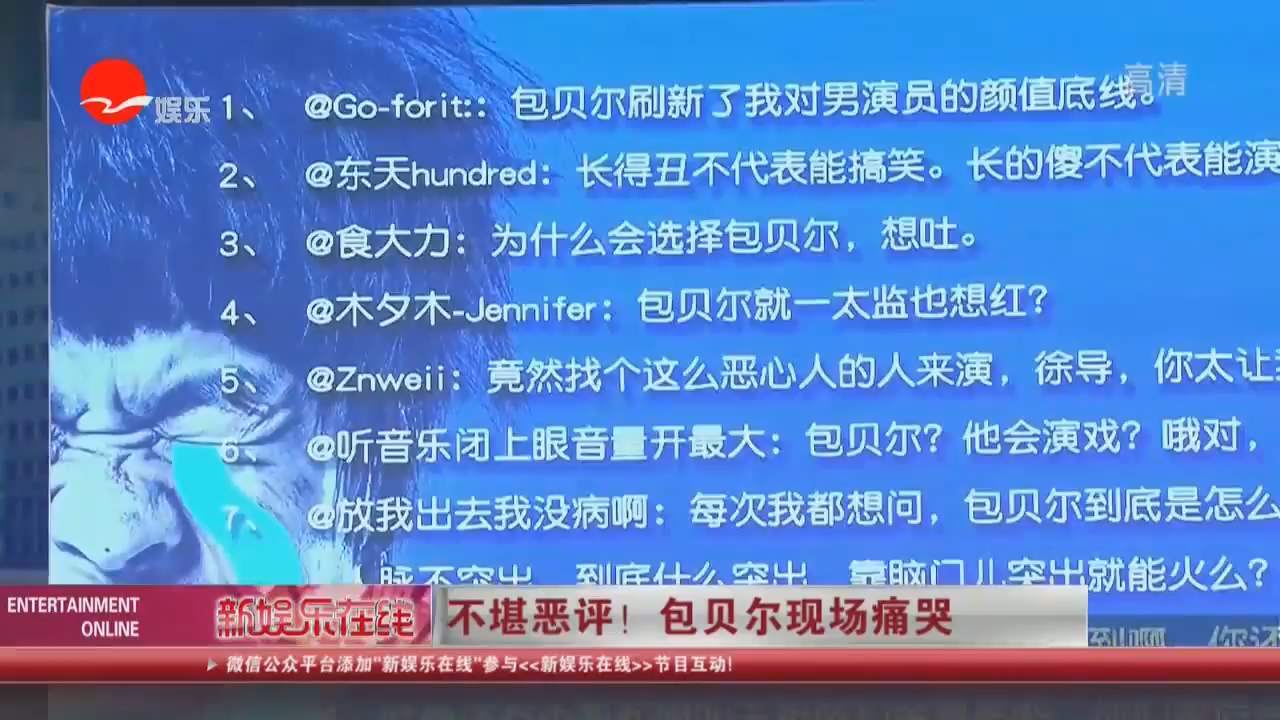 娱乐
高清
1、 @Go-forit:：包贝尔刷新了我对男演员的颜值底线。
2、 @东天hundred：长得丑不代表能搞笑。长的傻不代表能演
3、 @食大力：为什么会选择包贝尔，想吐。
4、 @木夕木-Jennifer：包贝尔就一太监也想红？
5、 @Znweii：竟然找个这么恶心人的人来演，徐导，你太让
6、 @听音乐闭上眼音量开最大：包贝尔？他会演戏？哦对，
7、 @放我出去我没病啊：每次我都想问，包贝尔到底是怎么
脉不突出，到底什么突出，靠脑门儿突出就能火么？
ENTERTAINMENT
ONLINE
新娱乐在线
不堪恶评！包贝尔现场痛哭
微信公众平台添加"新娱乐在线"参与<<新娱乐在线>>节目互动!